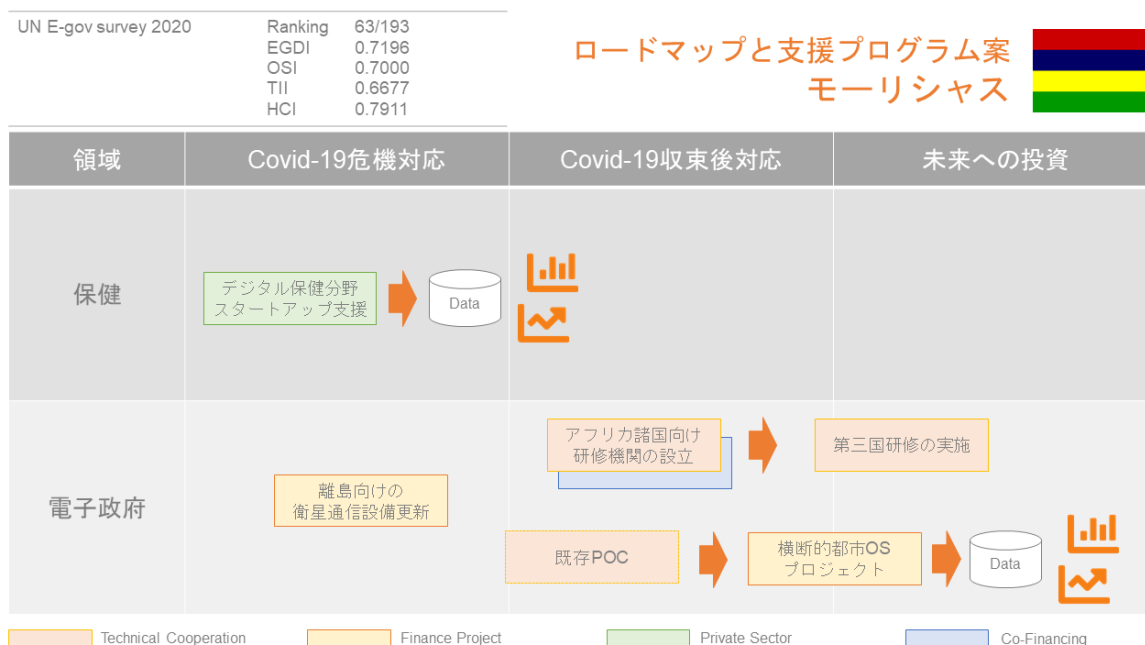 UN E-gov survey 2020
Ranking 63/193
EGDI 0.7196
OSI 0.7000
TII 0.6677
HCI 0.7911
ロードマップと支援プログラム案
モーリシャス
領域 Covid-19危機対応 Covid-19収束後対応 未来への投資
保健
デジタル保健分野
スタートアップ支援
Data
電子政府
離島向けの
衛星通信設備更新
アフリカ諸国向け
研修機関の設立
第三国研修の実施
既存POC
横断的都市OS
プロジェクト
Data
Technical Cooperation Finance Project Private Sector Co-Financing